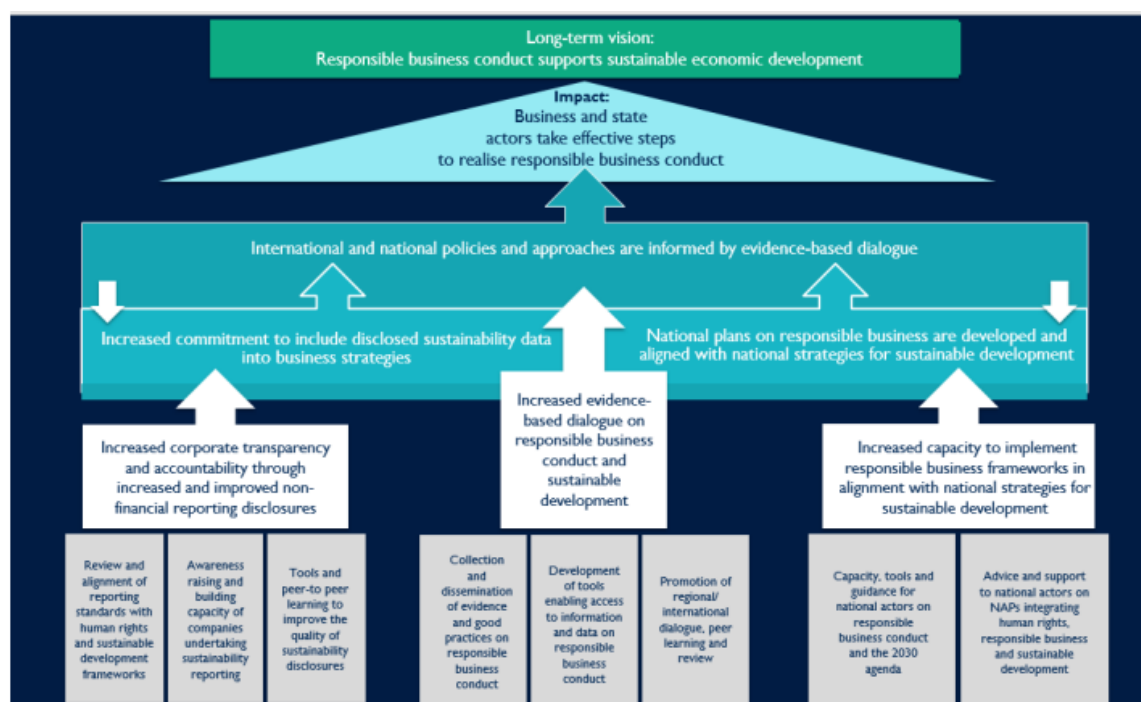 Long-term vision:
Responsible business conduct supports sustainable economic development
Impact:
Business and state
actors take effective steps
to realise responsible business conduct
International and national policies and approaches are informed by evidence-based dialogue
Increased commitment to include disclosed sustainability data
into business strategies
National plans on responsible business are developed and
aligned with national strategies for sustainable development
Increased corporate transparency
and accountability through
increased and improved non-
financial reporting disclosures
Increased evidence-
based dialogue on
responsible business
conduct and
sustainable
development
Increased capacity to implement
responsible business frameworks in
alignment with national strategies for
sustainable development
Review and
alignment of
reporting
standards with
human rights
and sustainable
development
frameworks
Awareness
raising and
building
capacity of
companies
undertaking
sustainability
reporting
Tools and
peer-to peer
learning to
improve the
quality of
sustainability
disclosures
Collection
and
dissemination
of evidence
and good
practices on
responsible
business
conduct
Development
of tools
enabling access
to information
and data on
responsible
business
conduct
Promotion of
regional/
international
dialogue, peer
learning and
review
Capacity, tools and
guidance for
national actors on
responsible
business conduct
and the 2030
agenda
Advice and support
to national actors on
NAPs integrating
human rights,
responsible business
and sustainable
development